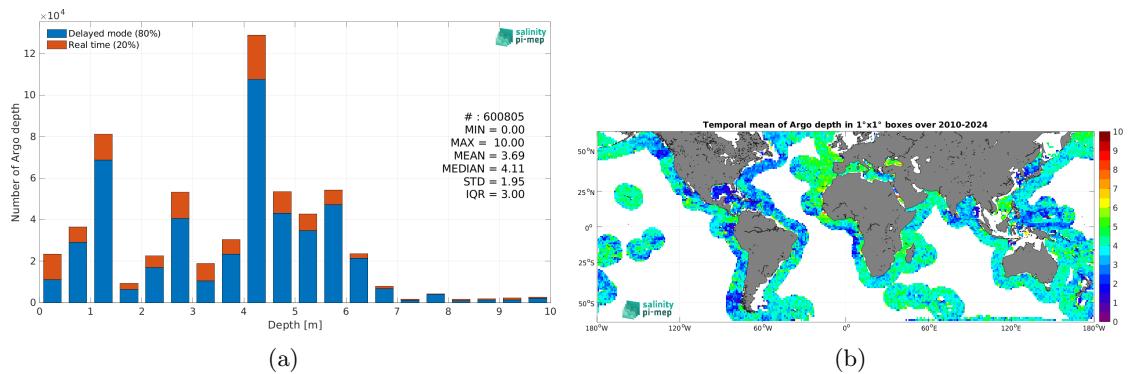 ×10⁴
Delayed mode (80%)
Real time (20%)
salinity
pi-mep
# : 600805
MIN = 0.00
MAX = 10.00
MEAN = 3.69
MEDIAN = 4.11
STD = 1.95
IQR = 3.00
Number of Argo depth
14
12
10
8
6
4
2
0
0 1 2 3 4 5 6 7 8 9 10
Depth [m]
(a)
Temporal mean of Argo depth in 1°x1° boxes over 2010-2024
50°N
25°N
0°
25°S
50°S
180°W 120°W 60°W 0° 60°E 120°E 180°W
salinity
pi-mep
10
9
8
7
6
5
4
3
2
1
0
(b)